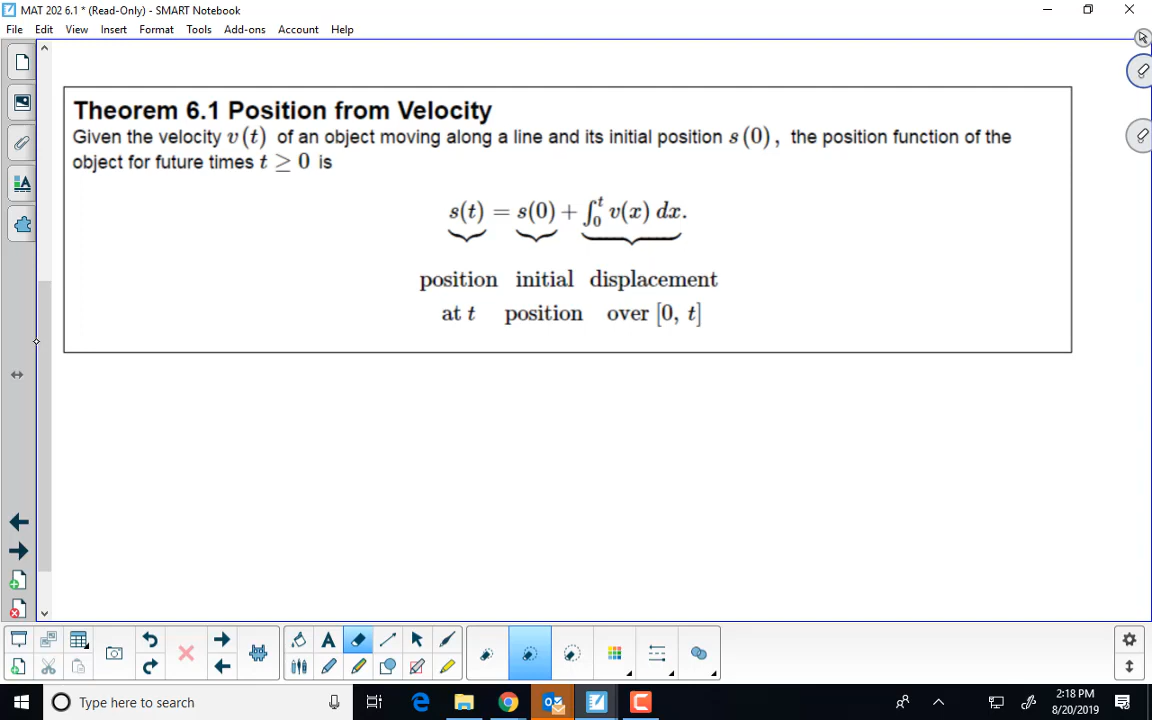 MAT 202 6.1 * (Read-Only) - SMART Notebook
File Edit View Insert Format Tools Add-ons Account Help
Theorem 6.1 Position from Velocity
Given the velocity v(t) of an object moving along a line and its initial position s(0), the position function of the
object for future times t ≥ 0 is
s(t) = s(0) + ∫₀ᵗ v(x) dx.
position initial displacement
at t position over [0, t]
A
A
Type here to search
2:18 PM
8/20/2019